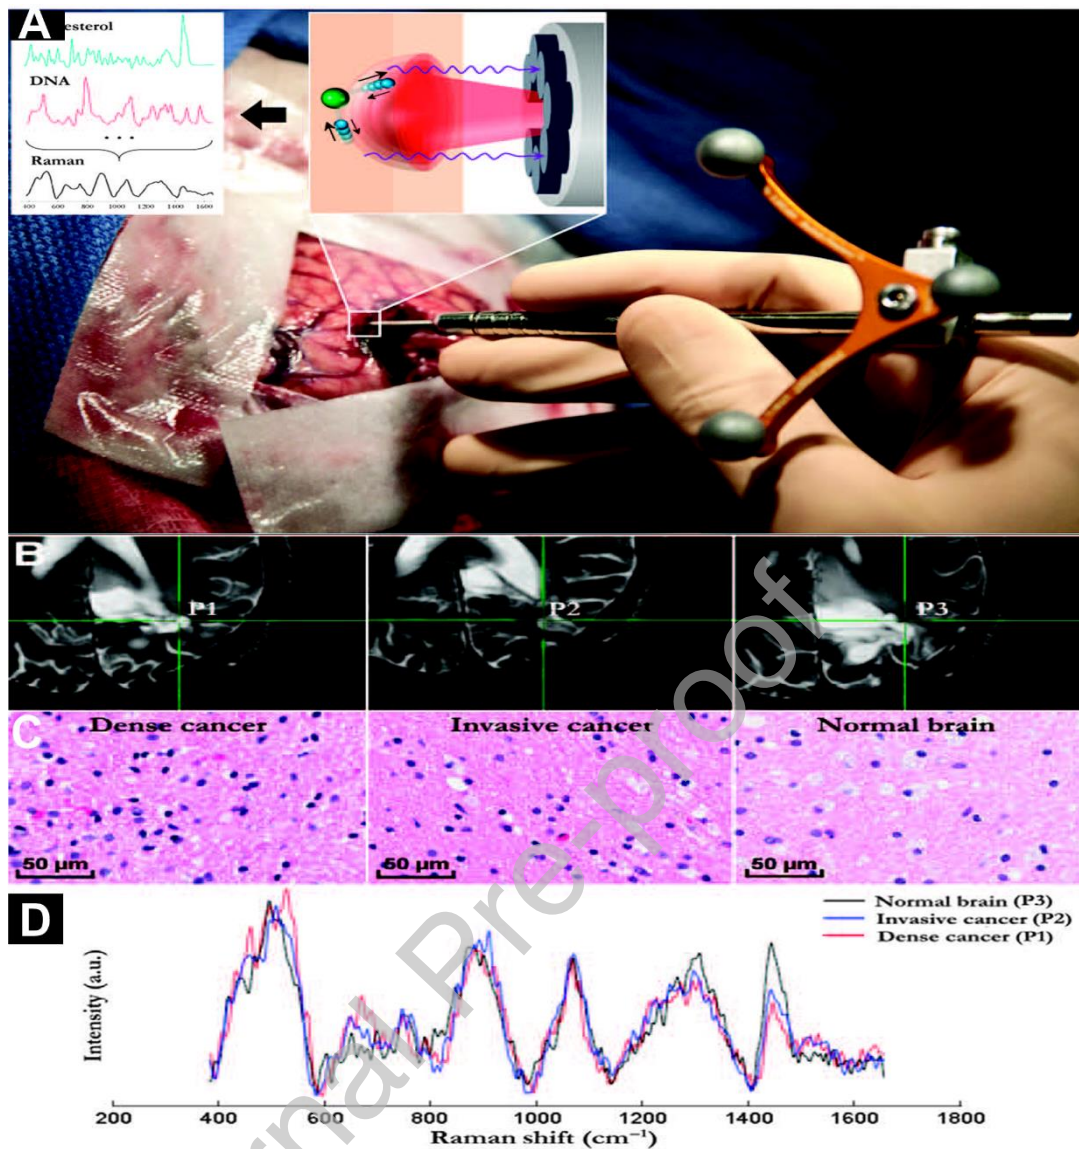 A
esterol
DNA
• • •
Raman
400 600 800 1000 1200 1400 1600
B
P1
P2
P3
C
Dense cancer
Invasive cancer
Normal brain
50 µm
50 µm
50 µm
D
Normal brain (P3)
Invasive cancer (P2)
Dense cancer (P1)
Intensity (a.u.)
200 400 600 800 1000 1200 1400 1600 1800
Raman shift (cm⁻¹)
rnal Pre-proof